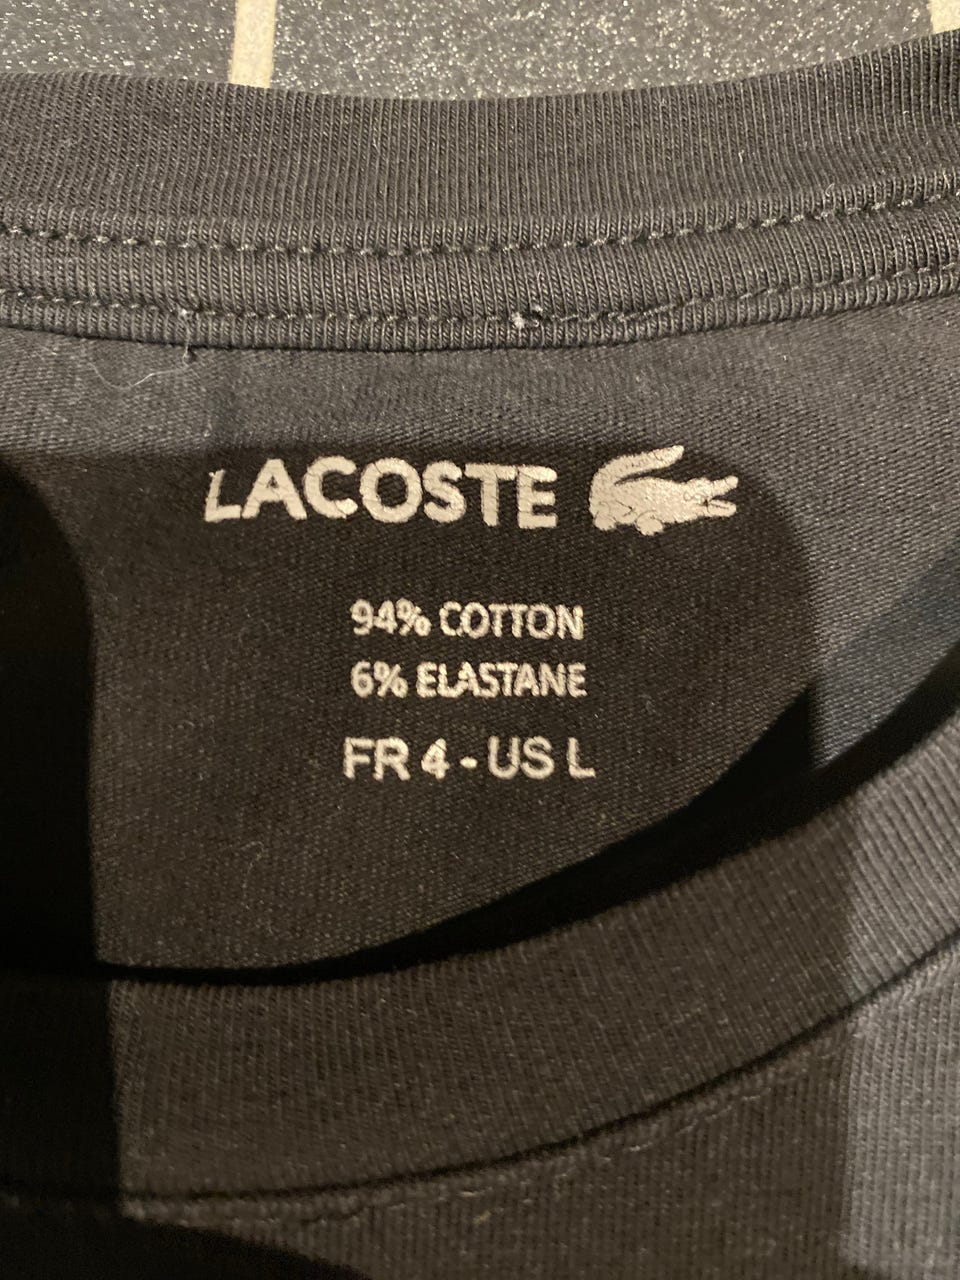 LACOSTE
94% COTTON
6% ELASTANE
FR 4 - US L